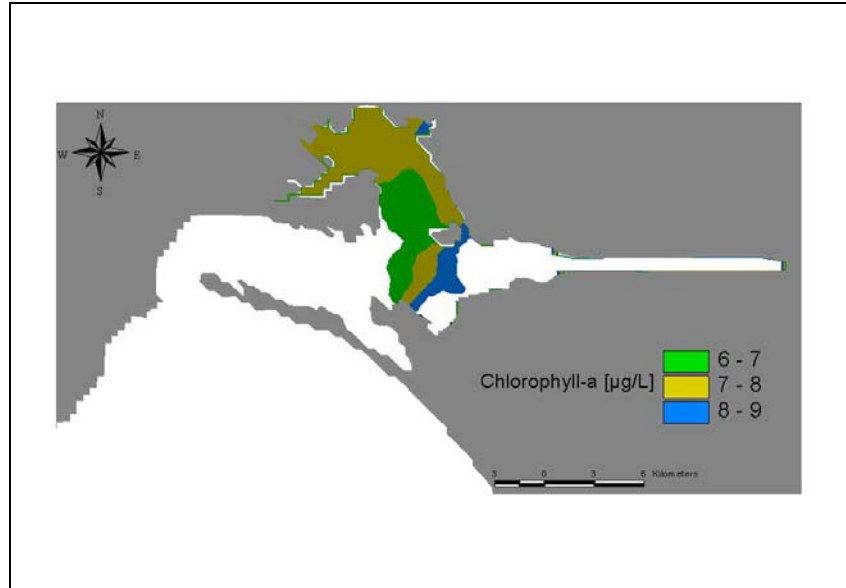 N
W E
S
Chlorophyll-a [µg/L]
6 - 7
7 - 8
8 - 9
3 0 3 6 Kilometers